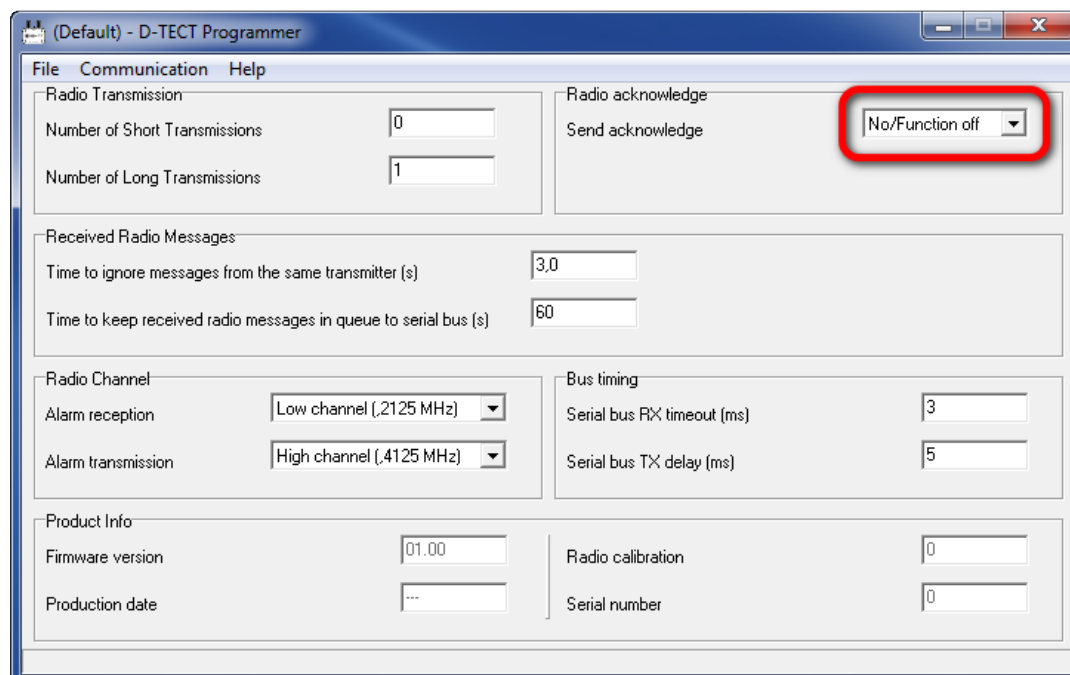 (Default) - D-TECT Programmer
File Communication Help
Radio Transmission
Number of Short Transmissions 0
Number of Long Transmissions 1
Radio acknowledge
Send acknowledge No/Function off
Received Radio Messages
Time to ignore messages from the same transmitter (s) 3,0
Time to keep received radio messages in queue to serial bus (s) 60
Radio Channel
Alarm reception Low channel (,2125 MHz)
Alarm transmission High channel (,4125 MHz)
Bus timing
Serial bus RX timeout (ms) 3
Serial bus TX delay (ms) 5
Product Info
Firmware version 01.00
Production date ---
Radio calibration 0
Serial number 0